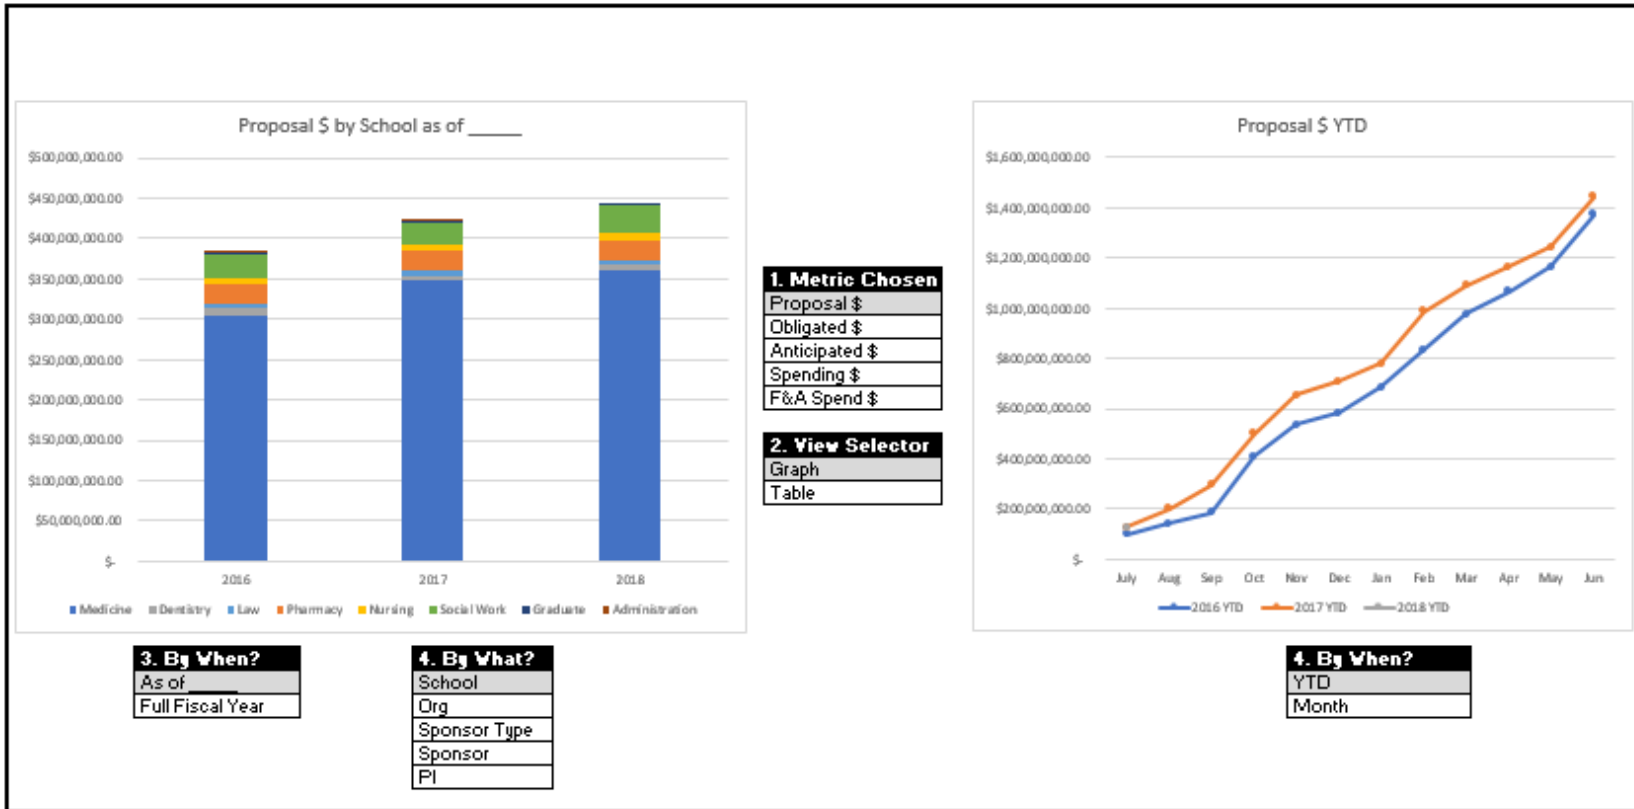 Proposal $ by School as of _____
$500,000,000.00
$450,000,000.00
$400,000,000.00
$350,000,000.00
$300,000,000.00
$250,000,000.00
$200,000,000.00
$150,000,000.00
$100,000,000.00
$50,000,000.00
$-
2016 2017 2018
Medicine Dentistry Law Pharmacy Nursing Social Work Graduate Administration
3. By When?
As of _____
Full Fiscal Year
4. By What?
School
Org
Sponsor Type
Sponsor
PI
1. Metric Chosen
Proposal $
Obligated $
Anticipated $
Spending $
F&A Spend $
2. View Selector
Graph
Table
Proposal $ YTD
$1,600,000,000.00
$1,400,000,000.00
$1,200,000,000.00
$1,000,000,000.00
$800,000,000.00
$600,000,000.00
$400,000,000.00
$200,000,000.00
$-
July Aug Sep Oct Nov Dec Jan Feb Mar Apr May Jun
2016 YTD 2017 YTD 2018 YTD
4. By When?
YTD
Month